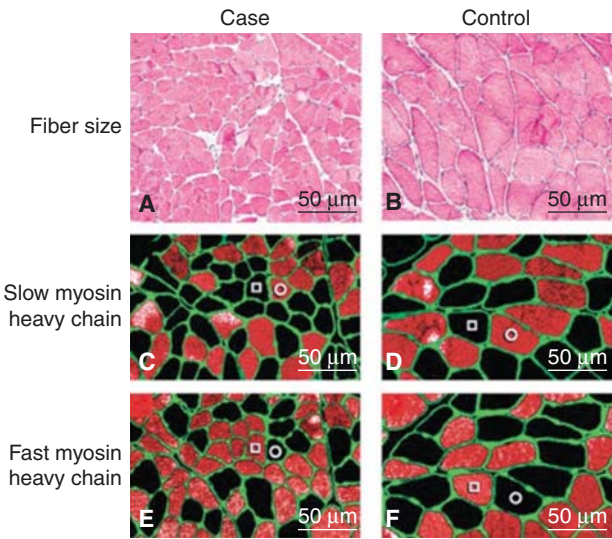 Case Control
Fiber size
A 50 μm
B 50 μm
Slow myosin
heavy chain
C 50 μm
D 50 μm
Fast myosin
heavy chain
E 50 μm
F 50 μm